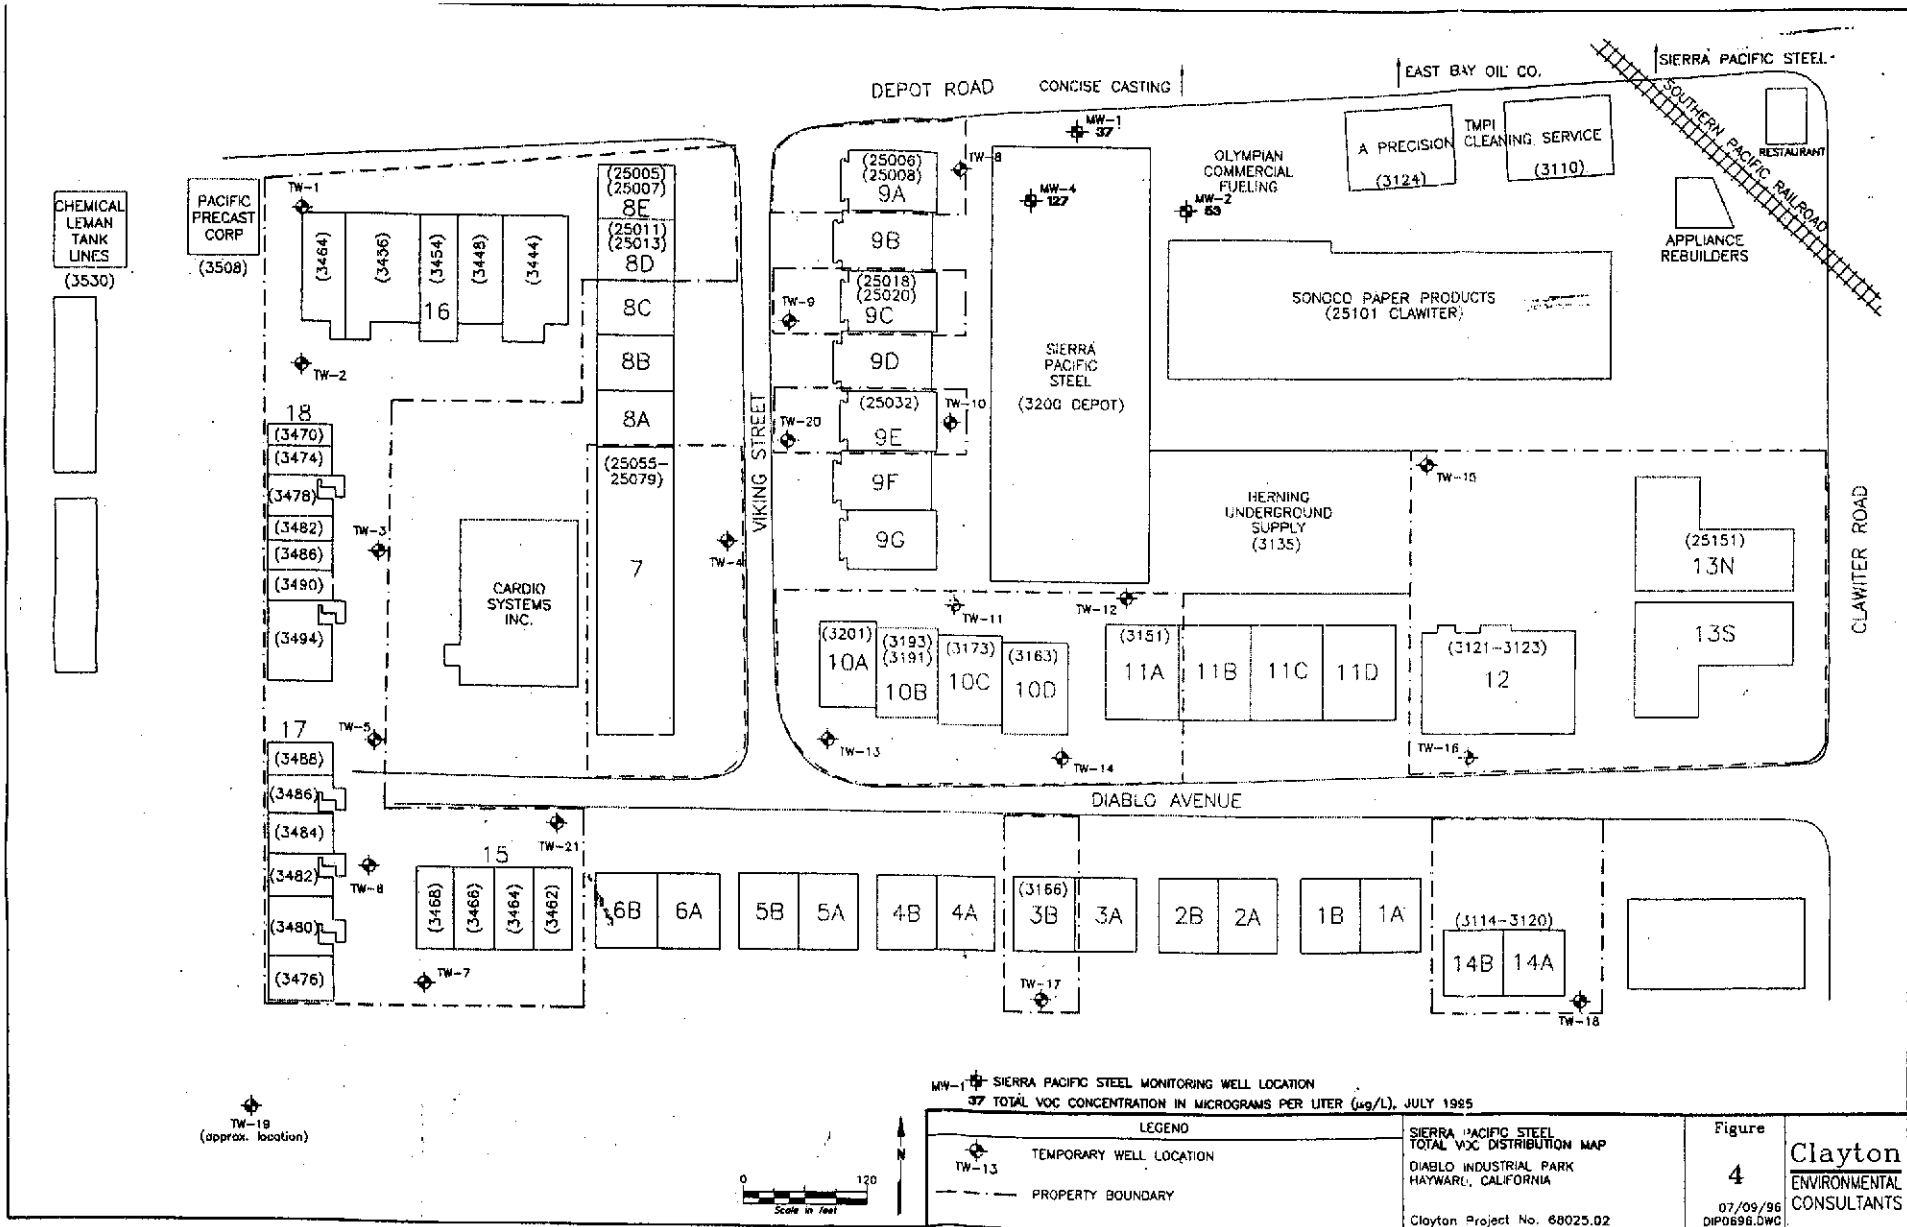 DEPOT ROAD
CONCISE CASTING
EAST BAY OIL CO.
SIERRA PACIFIC STEEL
SOUTHERN PACIFIC RAILROAD
RESTAURANT
APPLIANCE
REBUILDERS
TMPI
A PRECISION CLEANING SERVICE
(3124)
(3110)
OLYMPIAN
COMMERCIAL
FUELING
MW-1
37
MW-4
127
MW-2
53
SONOCO PAPER PRODUCTS
(25101 CLAWITER)
SIERRA
PACIFIC
STEEL
(3200 DEPOT)
HERNING
UNDERGROUND
SUPPLY
(3135)
CLAWITER ROAD
CHEMICAL
LEMAN
TANK
LINES
(3530)
PACIFIC
PRECAST
CORP
(3508)
TW-1
(3464)
(3456)
(3454)
(3448)
(3444)
16
TW-2
(25005)
(25007)
8E
(25011)
(25013)
8D
8C
8B
8A
(25055-
25079)
7
VIKING STREET
(25006)
(25008)
9A
TW-8
9B
(25018)
(25020)
9C
TW-9
9D
(25032)
9E
TW-10
TW-20
9F
9G
18
(3470)
(3474)
(3478)
(3482)
(3486)
(3490)
(3494)
TW-3
TW-4
CARDIO
SYSTEMS
INC.
TW-11
TW-12
(3201)
10A
(3193)
(3191)
10B
(3173)
10C
(3163)
10D
(3151)
11A
11B
11C
11D
TW-13
TW-14
TW-15
(3121-3123)
12
TW-16
(25151)
13N
13S
DIABLO AVENUE
17
(3488)
(3486)
(3484)
(3482)
(3480)
(3476)
TW-5
TW-6
TW-21
15
(3468)
(3466)
(3464)
(3462)
TW-7
6B
6A
5B
5A
4B
4A
(3166)
3B
3A
2B
2A
1B
1A
TW-17
(3114-3120)
14B
14A
TW-18
TW-19
(approx. location)
MW-1 SIERRA PACIFIC STEEL MONITORING WELL LOCATION
37 TOTAL VOC CONCENTRATION IN MICROGRAMS PER LITER (µg/L), JULY 1995
0
120
Scale in feet
N
LEGEND
TW-13
TEMPORARY WELL LOCATION
PROPERTY BOUNDARY
SIERRA PACIFIC STEEL
TOTAL VOC DISTRIBUTION MAP
DIABLO INDUSTRIAL PARK
HAYWARD, CALIFORNIA
Clayton Project No. 68025.02
Figure
4
07/09/96
DIP0696.DWG
Clayton
ENVIRONMENTAL
CONSULTANTS